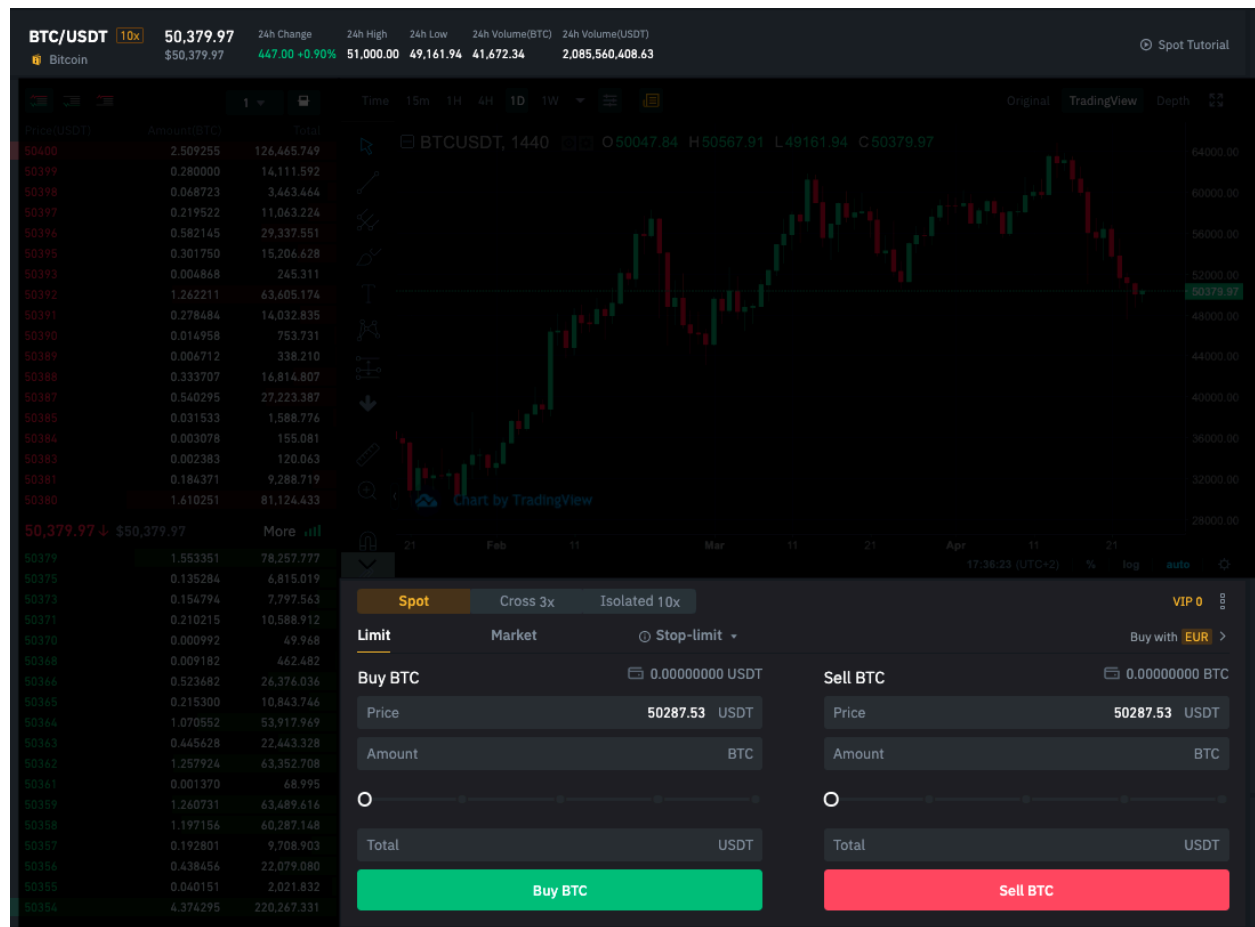 BTC/USDT 10x 50,379.97 24h Change 24h High 24h Low 24h Volume(BTC) 24h Volume(USDT)
Bitcoin $50,379.97 447.00 +0.90% 51,000.00 49,161.94 41,672.34 2,085,560,408.63
Spot Tutorial
1
Price(USDT) Amount(BTC) Total
50400 2.509255 126,465.749
50399 0.280000 14,111.592
50398 0.068723 3,463.464
50397 0.219522 11,063.224
50396 0.582145 29,337.551
50395 0.301750 15,206.628
50393 0.004868 245.311
50392 1.262211 63,605.174
50391 0.278484 14,032.835
50390 0.014958 753.731
50389 0.006712 338.210
50388 0.333707 16,814.807
50387 0.540295 27,223.387
50385 0.031533 1,588.776
50384 0.003078 155.081
50383 0.002383 120.063
50381 0.184371 9,288.719
50380 1.610251 81,124.433
50,379.97↓ $50,379.97 More
50379 1.553351 78,257.777
50375 0.135284 6,815.019
50373 0.154794 7,797.563
50371 0.210215 10,588.912
50370 0.000992 49.968
50368 0.009182 462.482
50366 0.523682 26,376.036
50365 0.215300 10,843.746
50364 1.070552 53,917.969
50363 0.445628 22,443.328
50362 1.257924 63,352.708
50361 0.001370 68.995
50359 1.260731 63,489.616
50358 1.197156 60,287.148
50357 0.192801 9,708.903
50356 0.438456 22,079.080
50355 0.040151 2,021.832
50354 4.374295 220,267.331
Time 15m 1H 4H 1D 1W Original TradingView Depth
BTCUSDT, 1440 O50047.84 H50567.91 L49161.94 C50379.97
64000.00
60000.00
56000.00
52000.00
50379.97
48000.00
44000.00
40000.00
36000.00
32000.00
28000.00
Chart by TradingView
21 Feb 11 Mar 11 21 Apr 11 21
17:36:23 (UTC+2) % log auto
Spot Cross 3x Isolated 10x VIP 0
Limit Market Stop-limit Buy with EUR >
Buy BTC 0.00000000 USDT
Price 50287.53 USDT
Amount BTC
Total USDT
Buy BTC
Sell BTC 0.00000000 BTC
Price 50287.53 USDT
Amount BTC
Total USDT
Sell BTC